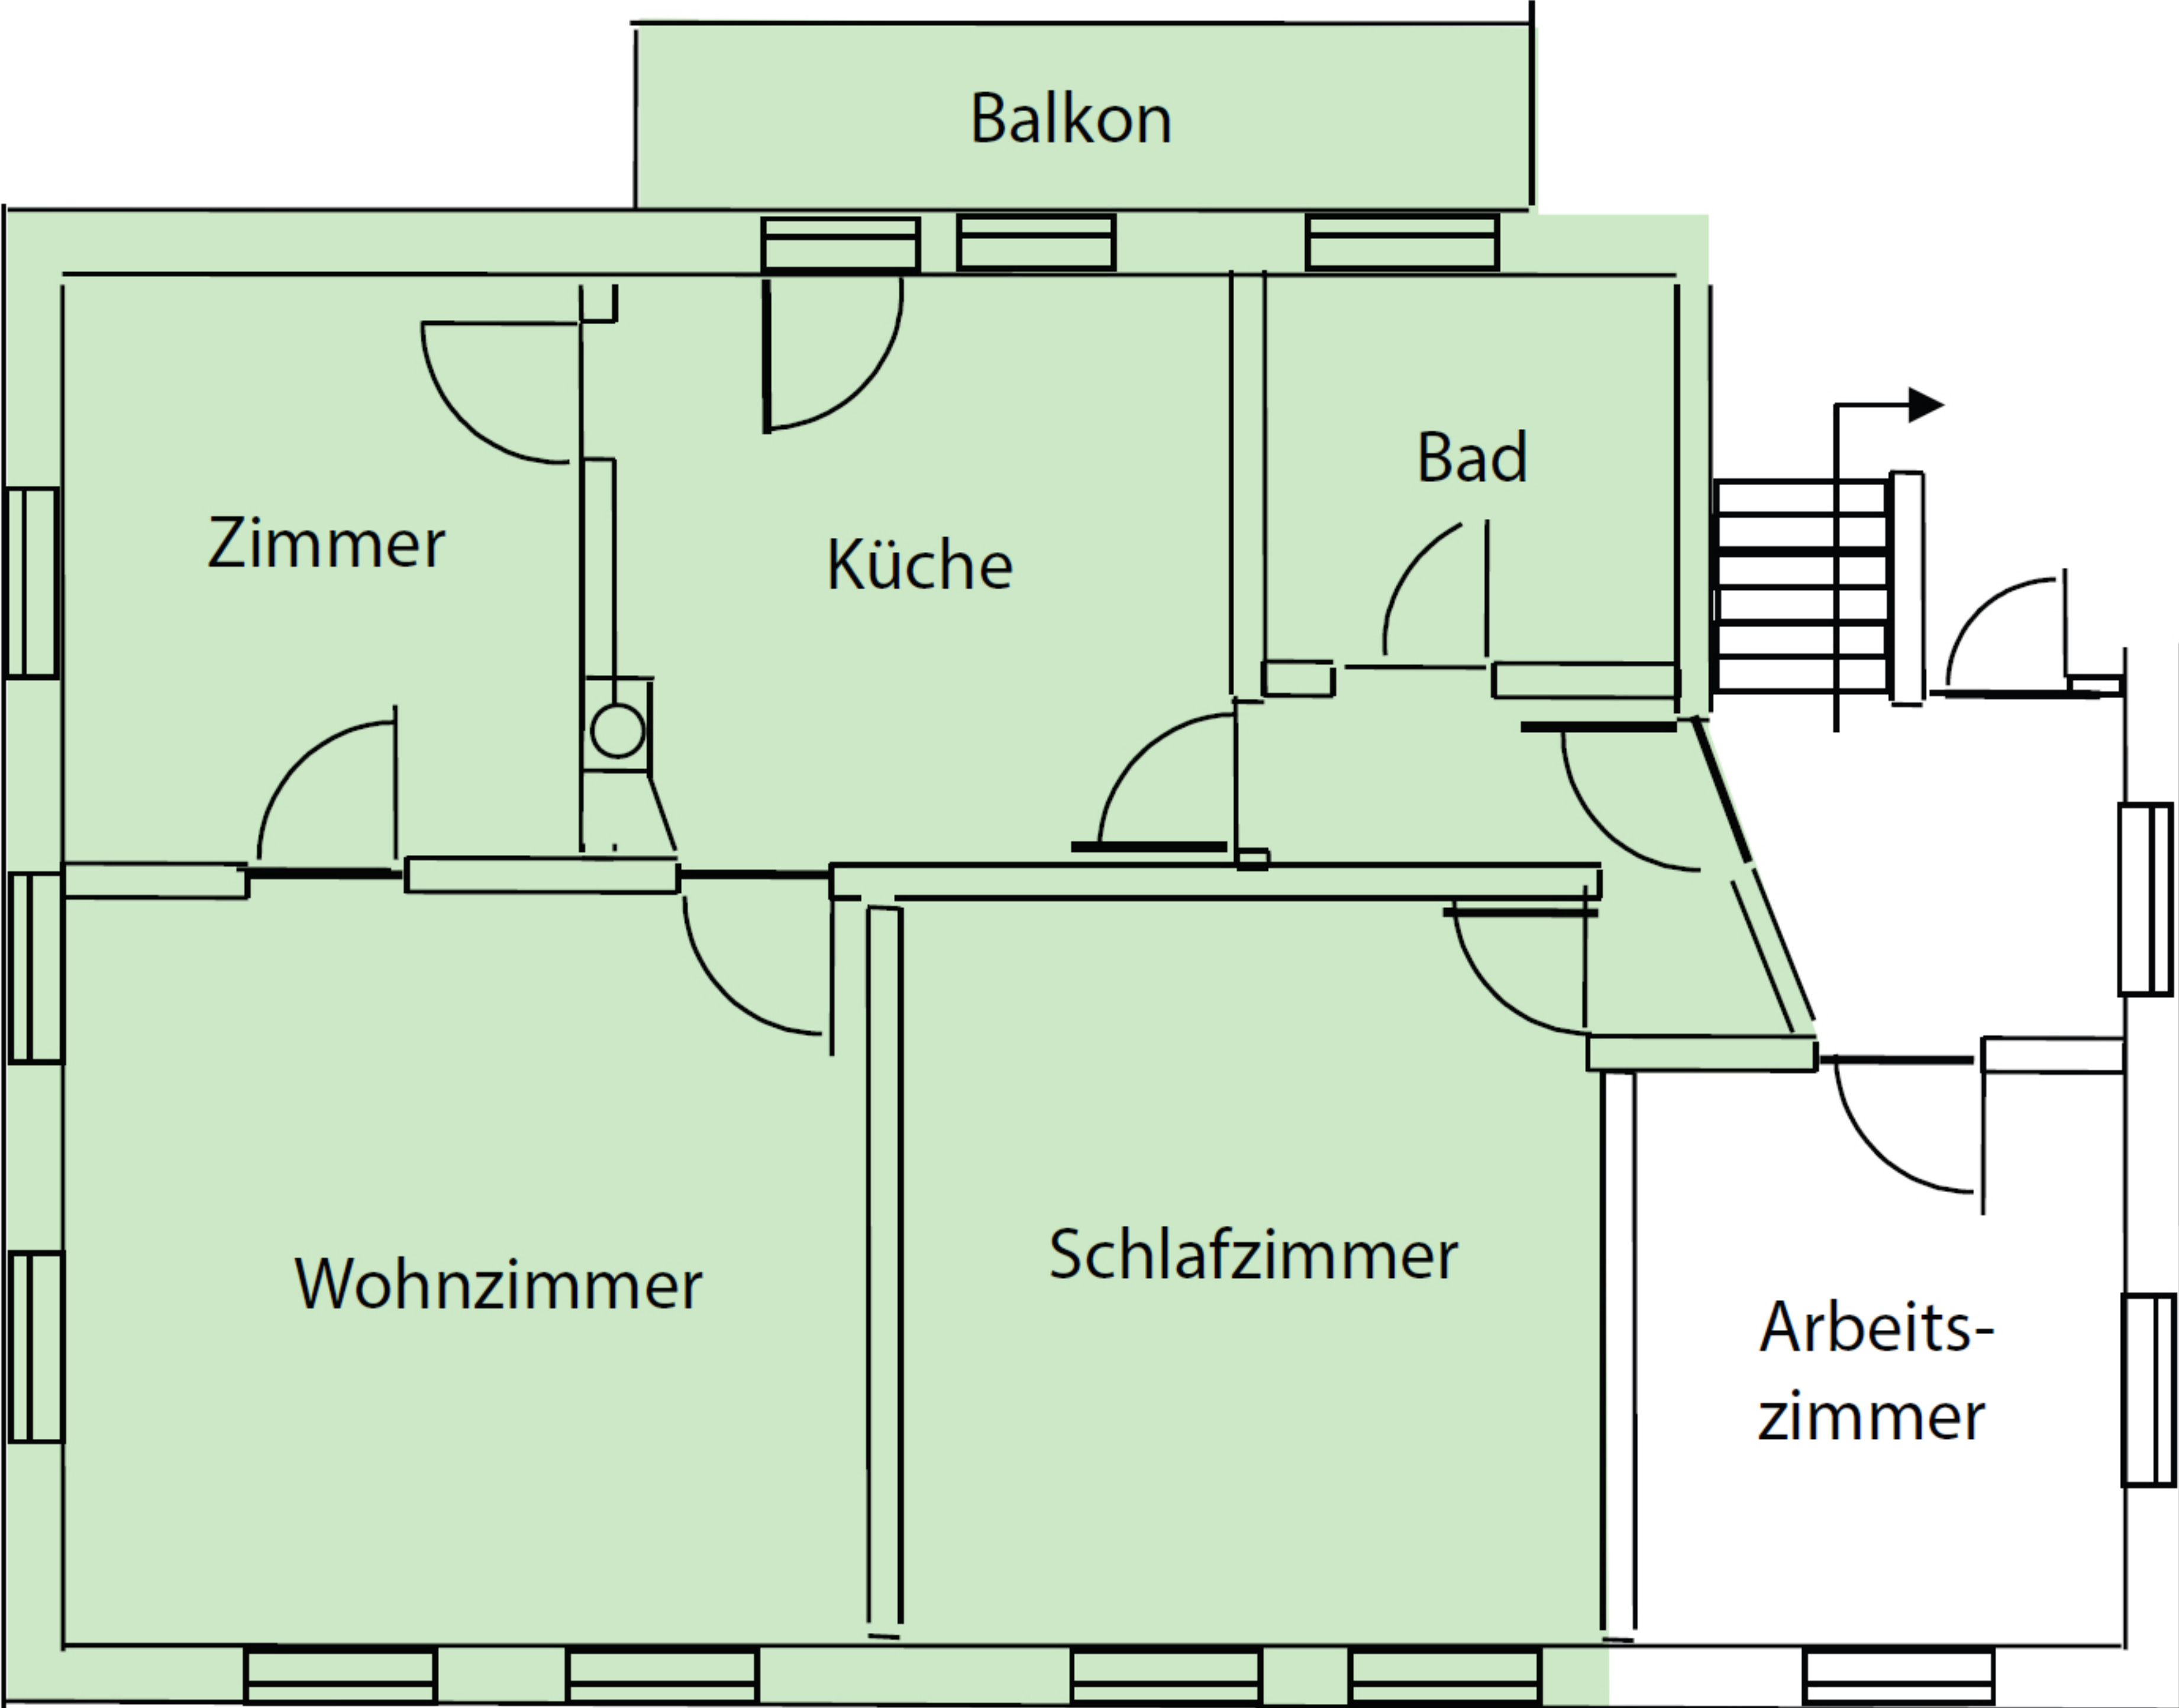 Balkon
Bad
Zimmer
Küche
Schlafzimmer
Wohnzimmer
Arbeits-
zimmer